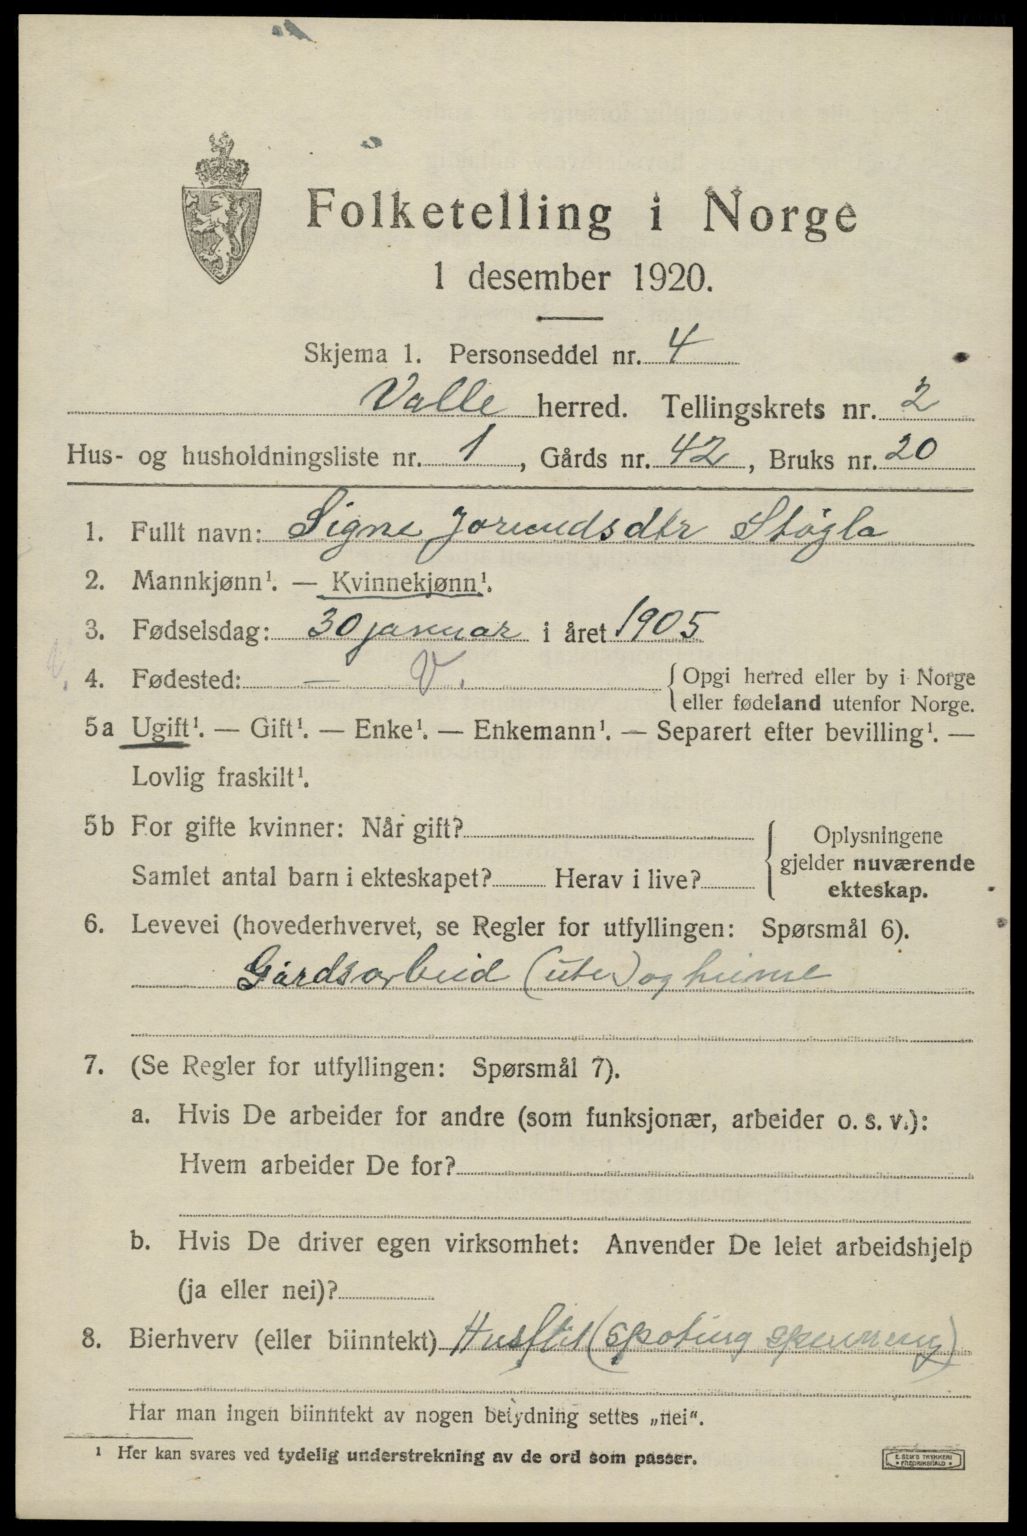 Folketelling i Norge
1 desember 1920.
Skjema 1. Personseddel nr. 4
Valle herred. Tellingskrets nr. 2
Hus- og husholdningsliste nr. 1, Gårds nr. 42, Bruks nr. 20
1. Fullt navn: Signe Jorundsdtr Støgla
2. Mannkjønn¹. — Kvinnekjønn¹.
3. Fødselsdag: 30 januar i året 1905
4. Fødested: — V. { Opgi herred eller by i Norge
eller fødeland utenfor Norge.
5a Ugift¹. — Gift¹. — Enke¹. — Enkemann¹. — Separert efter bevilling¹. —
Lovlig fraskilt¹.
5b For gifte kvinner: Når gift?
Samlet antal barn i ekteskapet? Herav i live?
Oplysningene
gjelder nuværende
ekteskap.
6. Levevei (hovederhvervet, se Regler for utfyllingen: Spørsmål 6).
Gårdsarbeid (ute) og heime
7. (Se Regler for utfyllingen: Spørsmål 7).
a. Hvis De arbeider for andre (som funksjonær, arbeider o. s. v.):
Hvem arbeider De for?
b. Hvis De driver egen virksomhet: Anvender De leiet arbeidshjelp
(ja eller nei)?
8. Bierhverv (eller biinntekt) Husflid (spoting
Har man ingen biinntekt av nogen betydning settes „nei“.
¹ Her kan svares ved tydelig understrekning av de ord som passer.
E. SEM'S TRYKKERI
FREDRIKSHALD